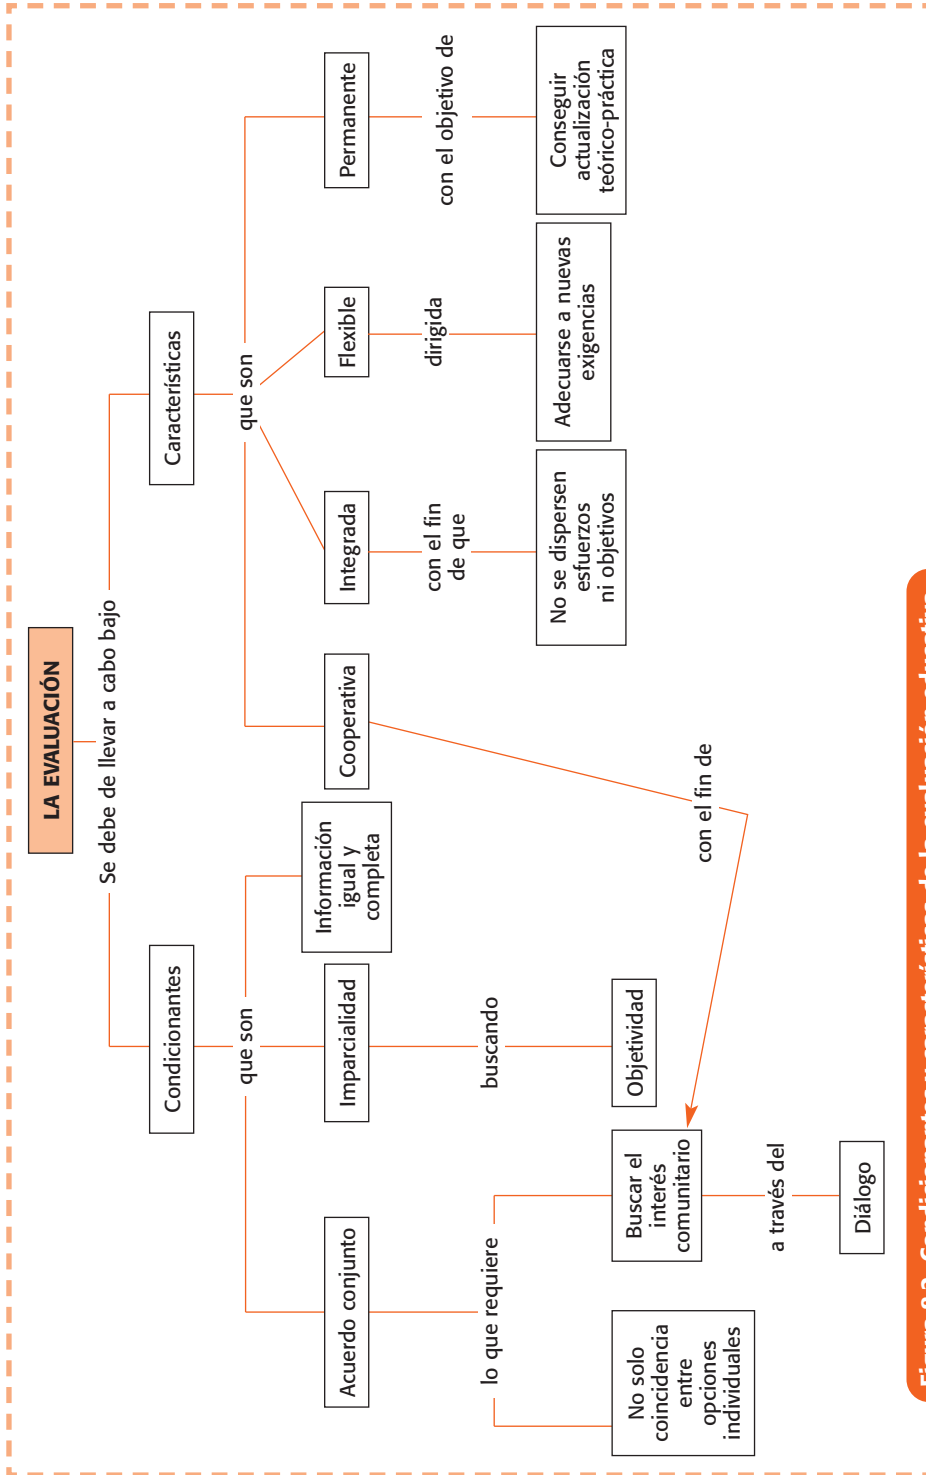 LA EVALUACIÓN
Se debe de llevar a cabo bajo
Condicionantes
Características
que son
que son
Acuerdo conjunto
Imparcialidad
Información
igual y
completa
Cooperativa
Integrada
Flexible
Permanente
lo que requiere
buscando
con el fin
de que
dirigida
con el objetivo de
No se dispersen
esfuerzos
ni objetivos
Adecuarse a nuevas
exigencias
Conseguir
actualización
teórico-práctica
No solo
coincidencia
entre
opciones
individuales
Buscar el
interés
comunitario
Objetividad
con el fin de
a través del
Diálogo